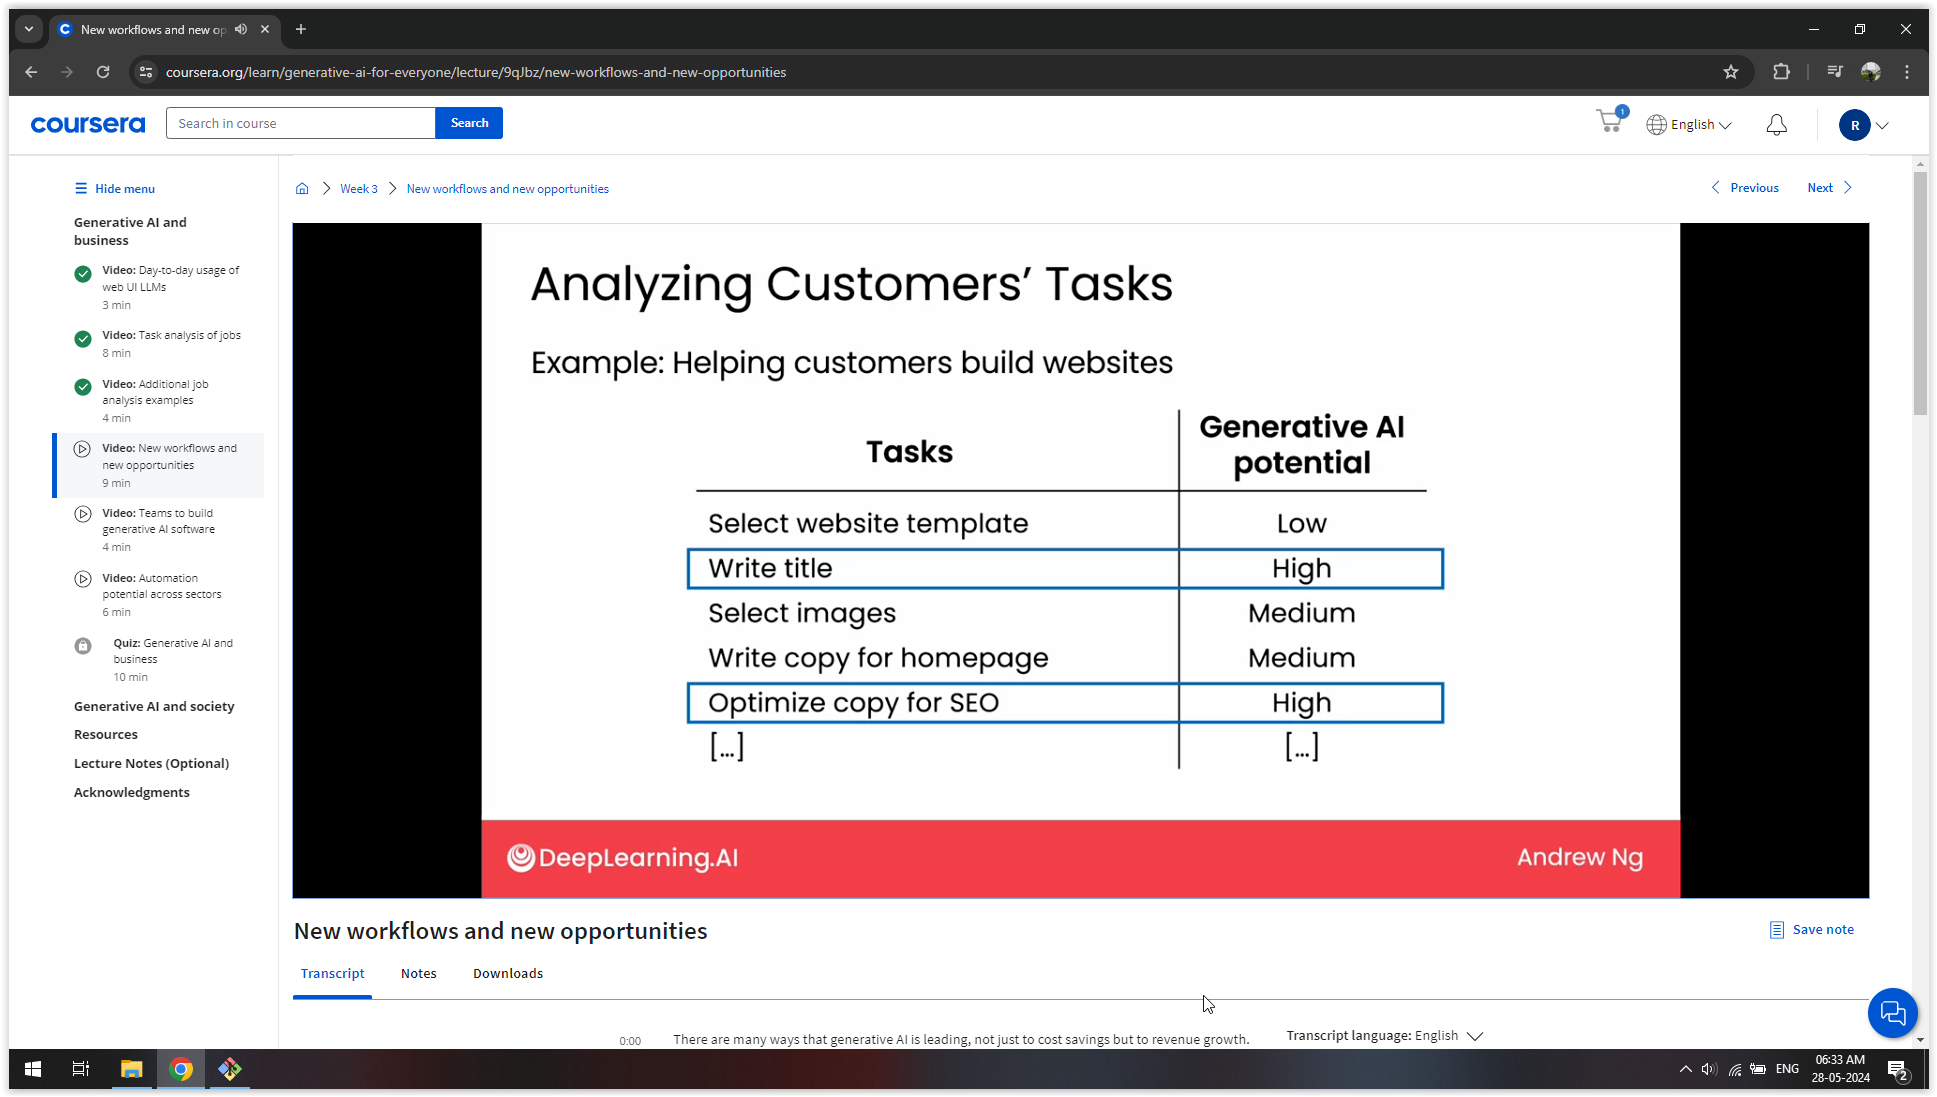 New workflows and new op
coursera.org/learn/generative-ai-for-everyone/lecture/9qJbz/new-workflows-and-new-opportunities
coursera
Search in course
Search
1
English
R
Hide menu
Generative AI and
business
Video: Day-to-day usage of
web UI LLMs
3 min
Video: Task analysis of jobs
8 min
Video: Additional job
analysis examples
4 min
Video: New workflows and
new opportunities
9 min
Video: Teams to build
generative AI software
4 min
Video: Automation
potential across sectors
6 min
Quiz: Generative AI and
business
10 min
Generative AI and society
Resources
Lecture Notes (Optional)
Acknowledgments
Week 3
New workflows and new opportunities
Previous
Next
Analyzing Customers' Tasks
Example: Helping customers build websites
Tasks
Generative AI
potential
Select website template Low
Write title High
Select images Medium
Write copy for homepage Medium
Optimize copy for SEO High
[...] [...]
DeepLearning.AI
Andrew Ng
New workflows and new opportunities
Save note
Transcript Notes Downloads
0:00 There are many ways that generative AI is leading, not just to cost savings but to revenue growth.
Transcript language: English
ENG
06:33 AM
28-05-2024
2